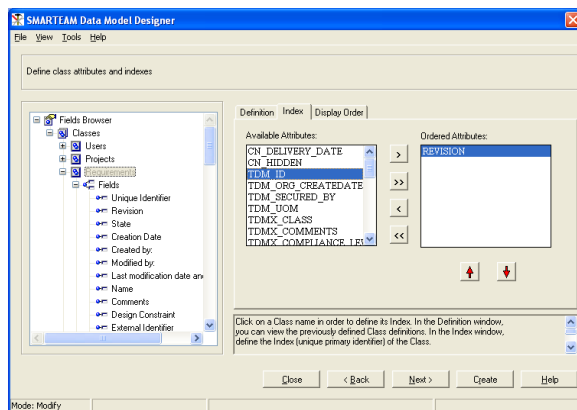 SMARTEAM Data Model Designer
File View Tools Help
Define class attributes and indexes
Fields Browser
Classes
Users
Projects
Requirements
Fields
Unique Identifier
Revision
State
Creation Date
Created by:
Modified by:
Last modification date an
Name
Comments
Design Constraint
External Identifier
Definition Index Display Order
Available Attributes:
CN_DELIVERY_DATE
CN_HIDDEN
TDM_ID
TDM_ORG_CREATEDATE
TDM_SECURED_BY
TDM_UOM
TDMX_CLASS
TDMX_COMMENTS
TDMX_COMPLIANCE_LEV
>
>>
<
<<
Ordered Attributes:
REVISION
Click on a Class name in order to define its Index. In the Definition window,
you can view the previously defined Class definitions. In the Index window,
define the Index (unique primary identifier) of the Class.
Close < Back Next > Create Help
Mode: Modify